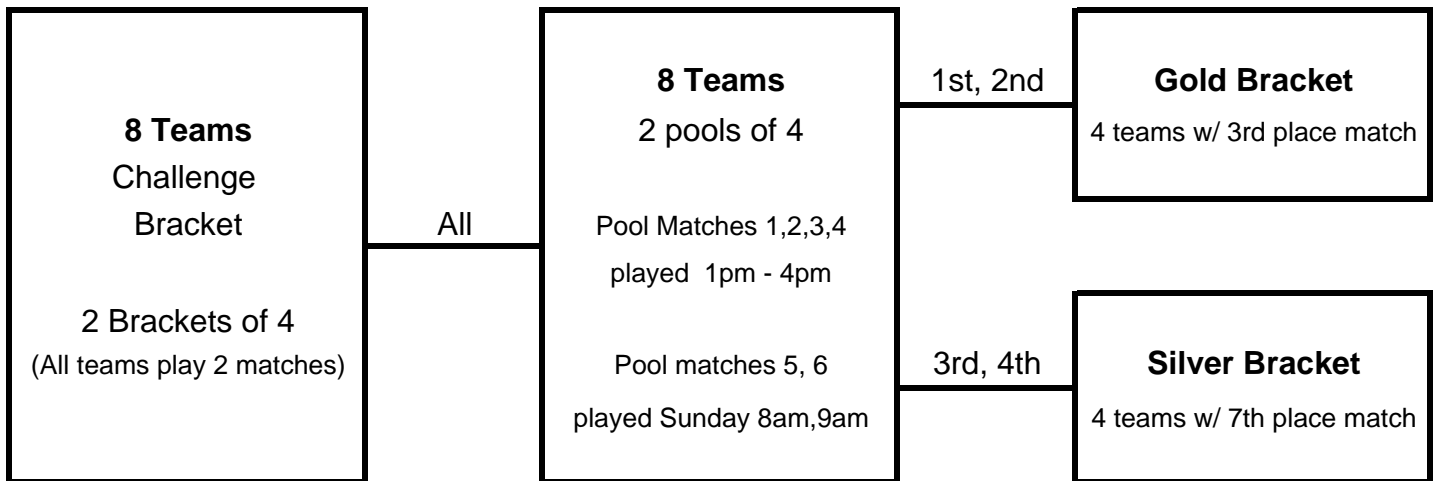 8 Teams
Challenge
Bracket
2 Brackets of 4
(All teams play 2 matches)
All
8 Teams
2 pools of 4
Pool Matches 1,2,3,4
played 1pm - 4pm
Pool matches 5, 6
played Sunday 8am,9am
1st, 2nd
Gold Bracket
4 teams w/ 3rd place match
3rd, 4th
Silver Bracket
4 teams w/ 7th place match